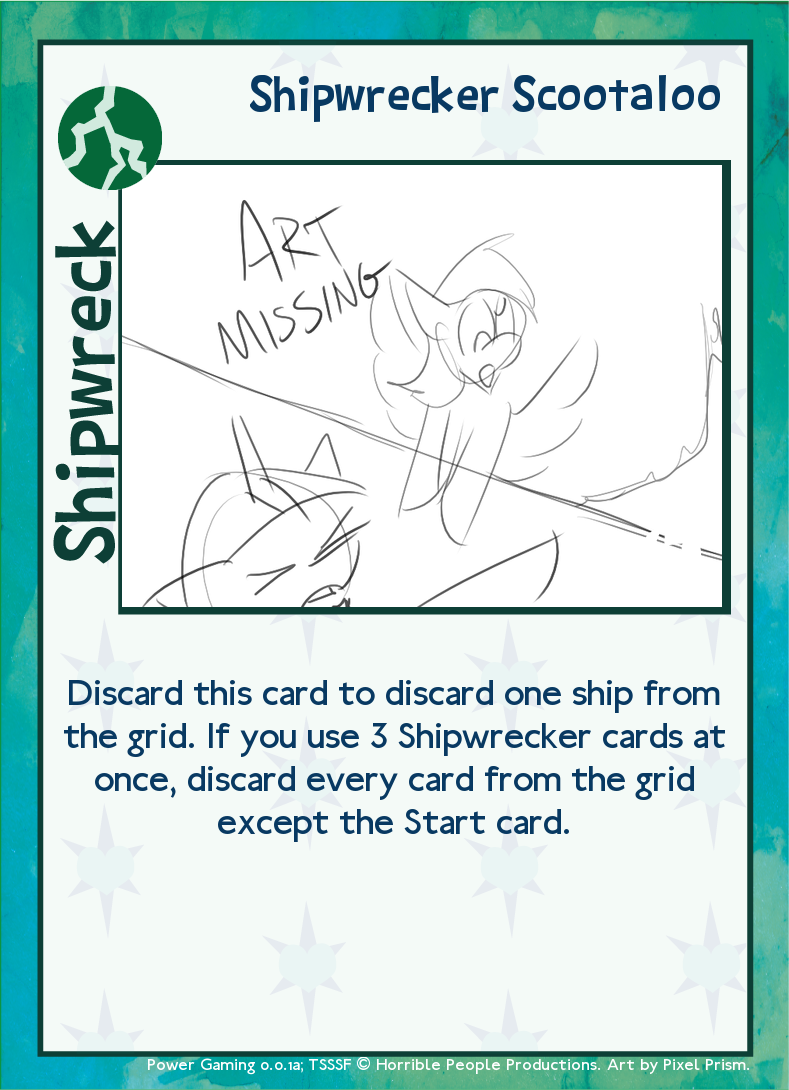 Shipwrecker Scootaloo
Shipwreck
ART
MISSING
Discard this card to discard one ship from
the grid. If you use 3 Shipwrecker cards at
once, discard every card from the grid
except the Start card.
Power Gaming 0.0.1a; TSSSF © Horrible People Productions. Art by Pixel Prism.